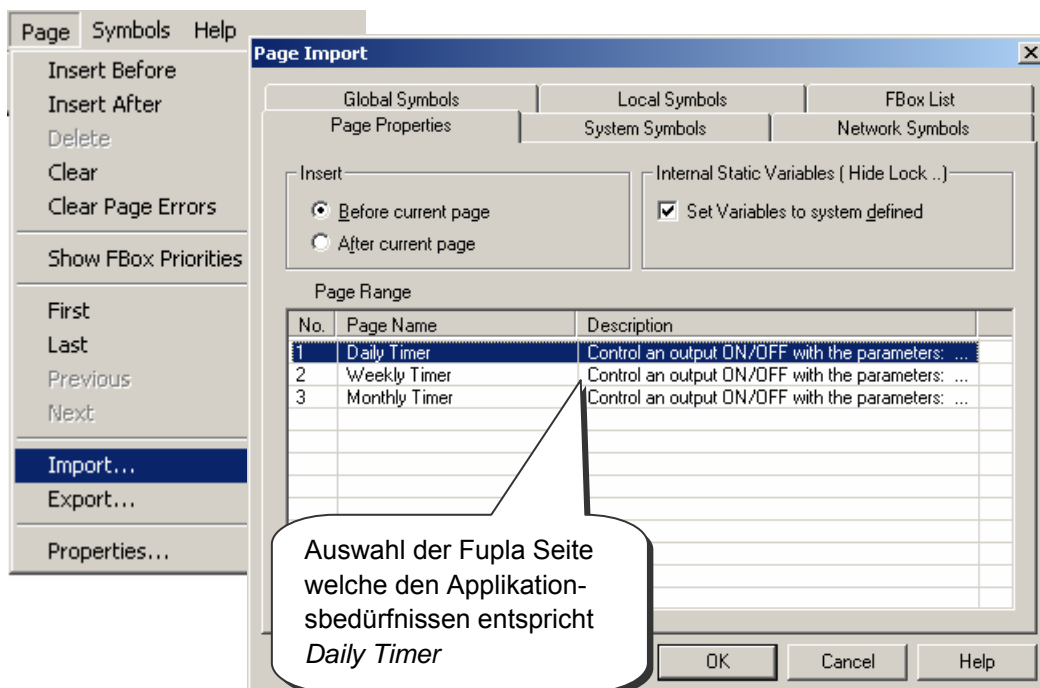 Page Symbols Help
Insert Before
Insert After
Delete
Clear
Clear Page Errors
Show FBox Priorities
First
Last
Previous
Next
Import...
Export...
Properties...
Page Import
Global Symbols Local Symbols FBox List
Page Properties System Symbols Network Symbols
Insert
Before current page
After current page
Internal Static Variables ( Hide Lock ..)
Set Variables to system defined
Page Range
No. Page Name Description
1 Daily Timer Control an output ON/OFF with the parameters: ...
2 Weekly Timer Control an output ON/OFF with the parameters: ...
3 Monthly Timer Control an output ON/OFF with the parameters: ...
Auswahl der Fupla Seite
welche den Applikation-
sbedürfnissen entspricht
Daily Timer
OK Cancel Help